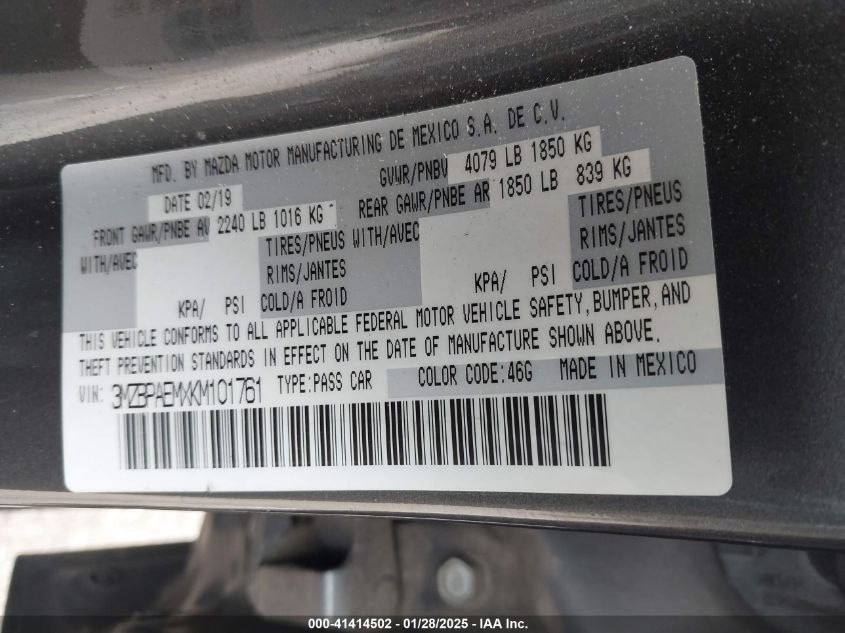 MFD. BY MAZDA MOTOR MANUFACTURING DE MEXICO S.A. DE C.V.
DATE 02/19 GVWR/PNBV 4079 LB 1850 KG
FRONT GAWR/PNBE AV 2240 LB 1016 KG REAR GAWR/PNBE AR 1850 LB 839 KG
WITH/AVEC TIRES/PNEUS WITH/AVEC TIRES/PNEUS
RIMS/JANTES RIMS/JANTES
KPA/ PSI COLD/A FROID KPA/ PSI COLD/A FROID
THIS VEHICLE CONFORMS TO ALL APPLICABLE FEDERAL MOTOR VEHICLE SAFETY, BUMPER, AND
THEFT PREVENTION STANDARDS IN EFFECT ON THE DATE OF MANUFACTURE SHOWN ABOVE.
VIN: 3MZBPAEMXKM101761 TYPE:PASS CAR COLOR CODE:46G MADE IN MEXICO
000-41414502 | 01/28/2025 | IAA Inc.